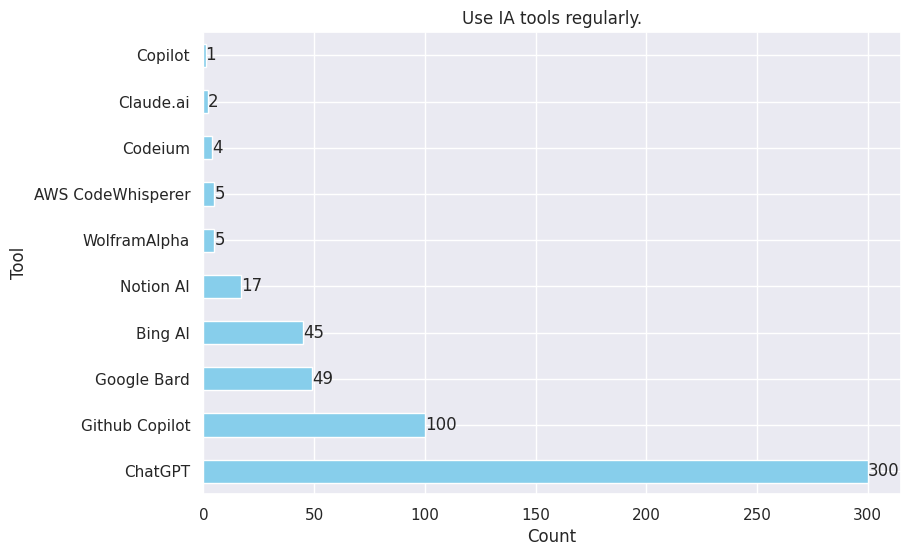 Use IA tools regularly.
Copilot 1
Claude.ai 2
Codeium 4
AWS CodeWhisperer 5
WolframAlpha 5
Notion AI 17
Bing AI 45
Google Bard 49
Github Copilot 100
ChatGPT 300
Tool
0 50 100 150 200 250 300
Count